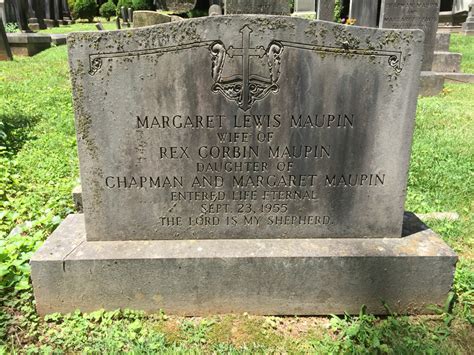 MARGARET LEWIS MAUPIN
WIFE OF
REX CORBIN MAUPIN
DAUGHTER OF
CHAPMAN AND MARGARET MAUPIN
ENTERED LIFE ETERNAL
SEPT. 23, 1955
THE LORD IS MY SHEPHERD.